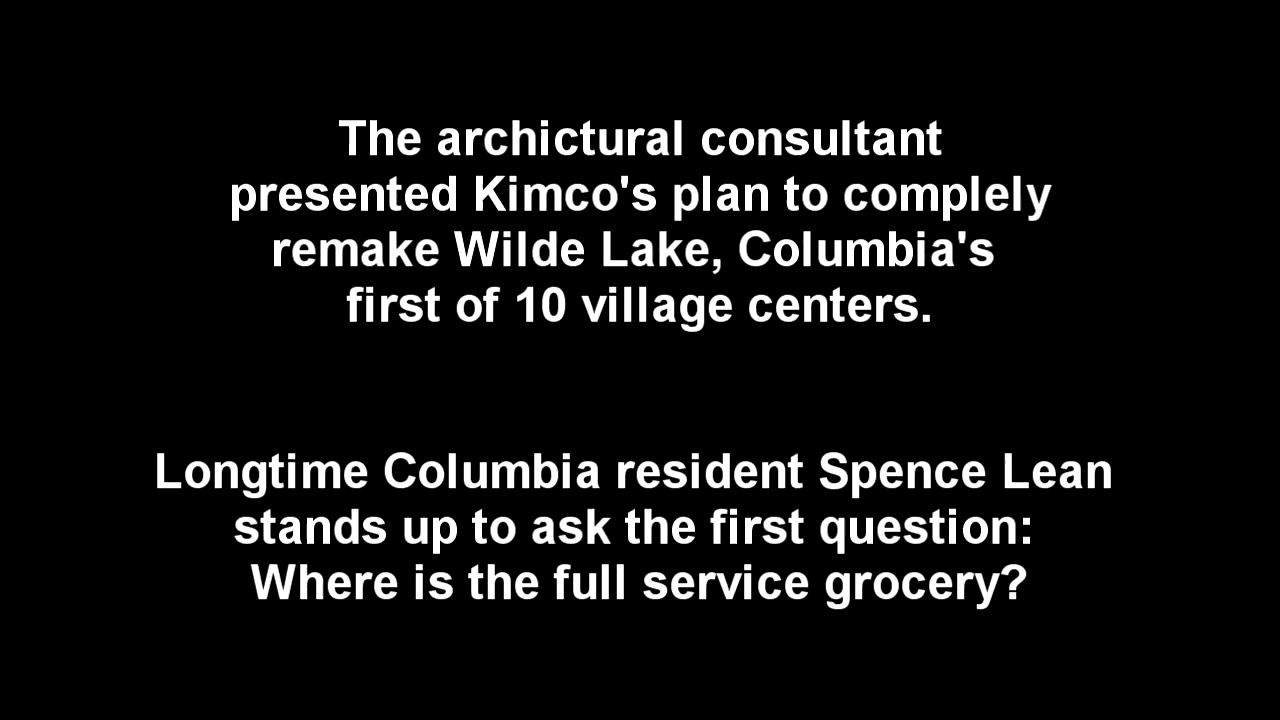 The archictural consultant
presented Kimco's plan to complely
remake Wilde Lake, Columbia's
first of 10 village centers.
Longtime Columbia resident Spence Lean
stands up to ask the first question:
Where is the full service grocery?